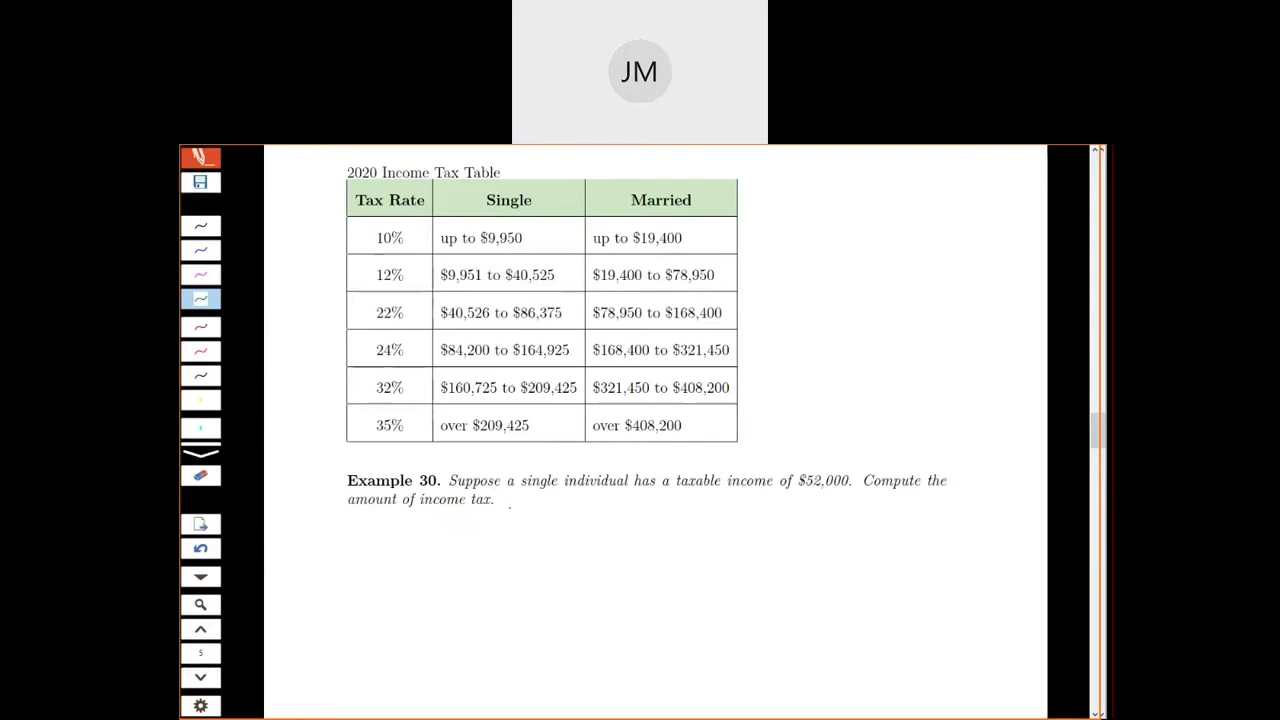 JM
2020 Income Tax Table
Tax Rate Single Married
10% up to $9,950 up to $19,400
12% $9,951 to $40,525 $19,400 to $78,950
22% $40,526 to $86,375 $78,950 to $168,400
24% $84,200 to $164,925 $168,400 to $321,450
32% $160,725 to $209,425 $321,450 to $408,200
35% over $209,425 over $408,200
Example 30. Suppose a single individual has a taxable income of $52,000. Compute the
amount of income tax.
5